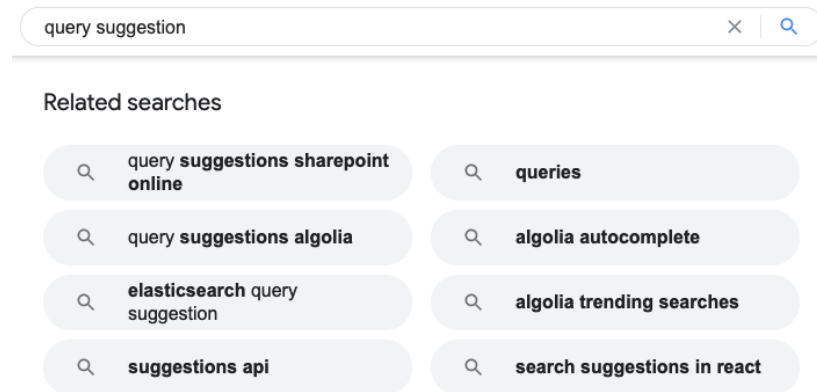 query suggestion
Related searches
query suggestions sharepoint
online
queries
query suggestions algolia
algolia autocomplete
elasticsearch query
suggestion
algolia trending searches
suggestions api
search suggestions in react